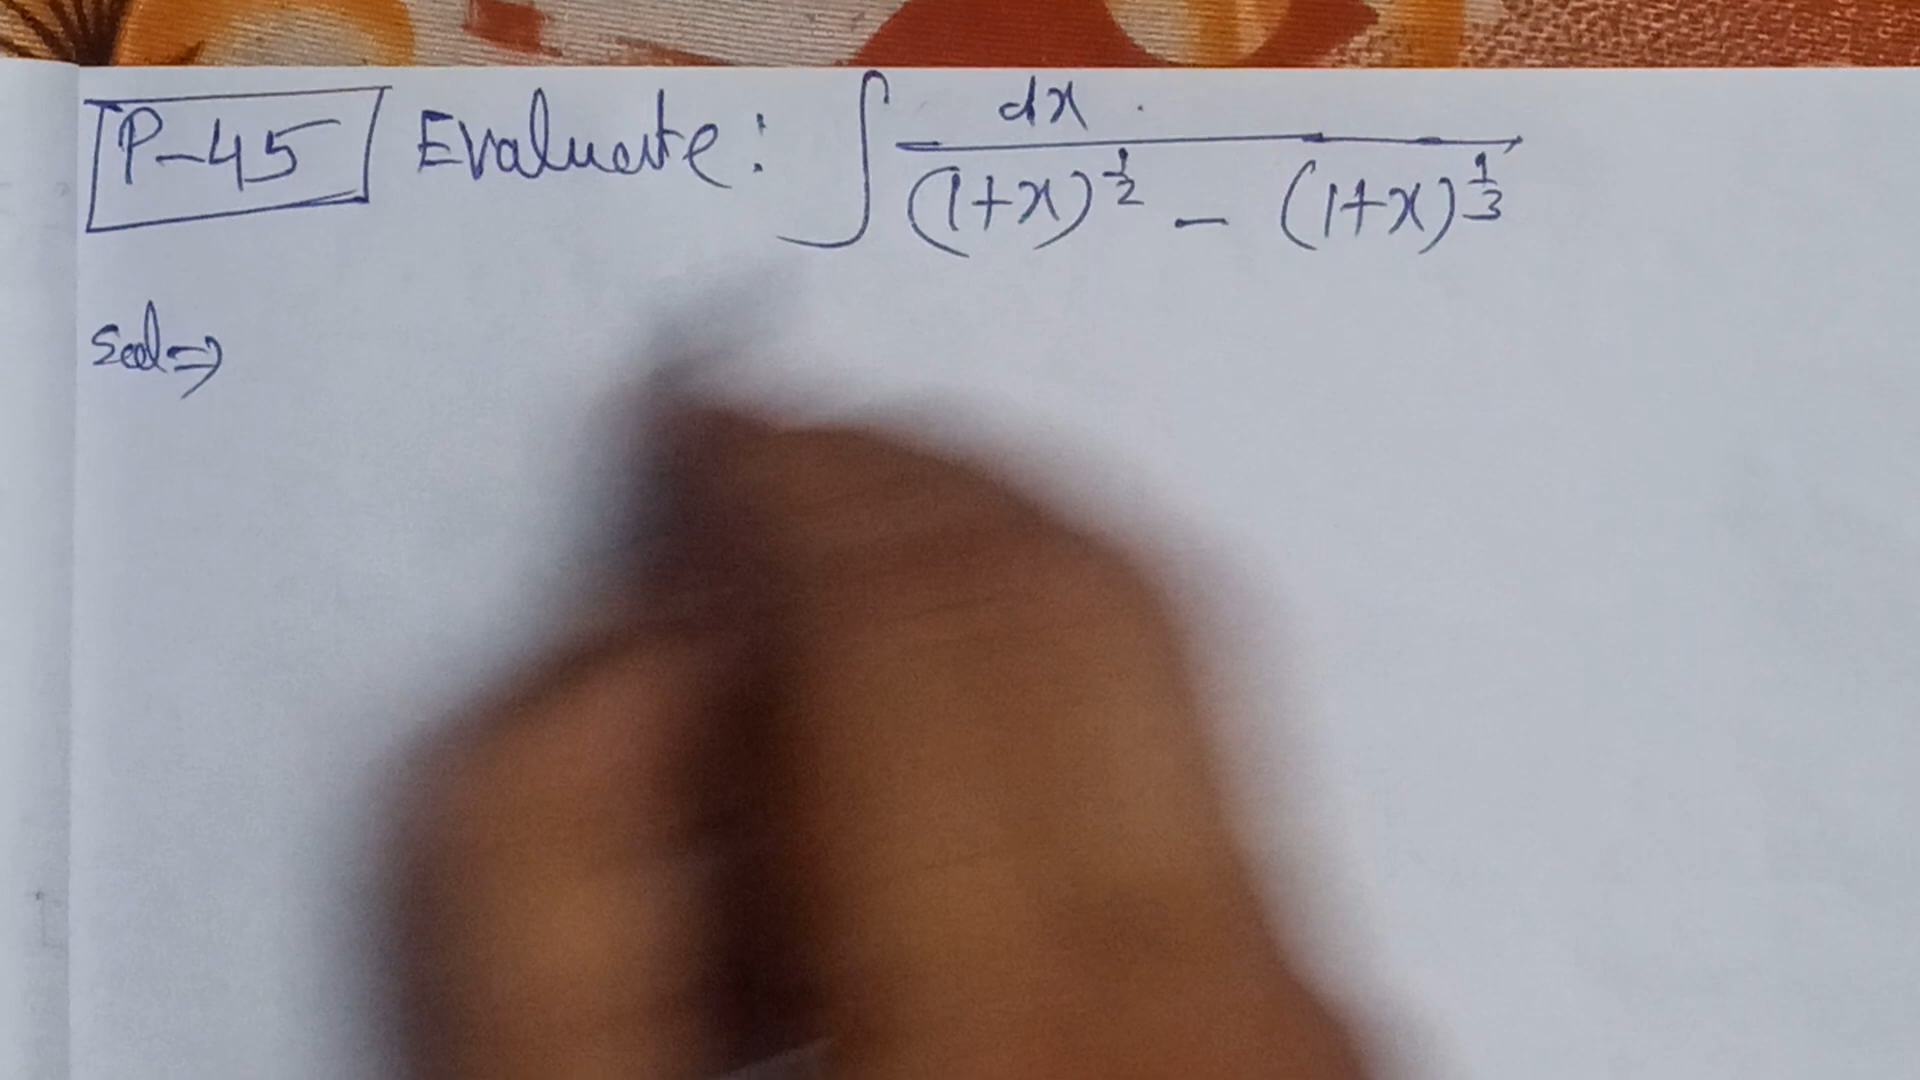 P-45 Evaluate: ∫ dx / (1+x)^1/2 - (1+x)^1/3
Sol⇒